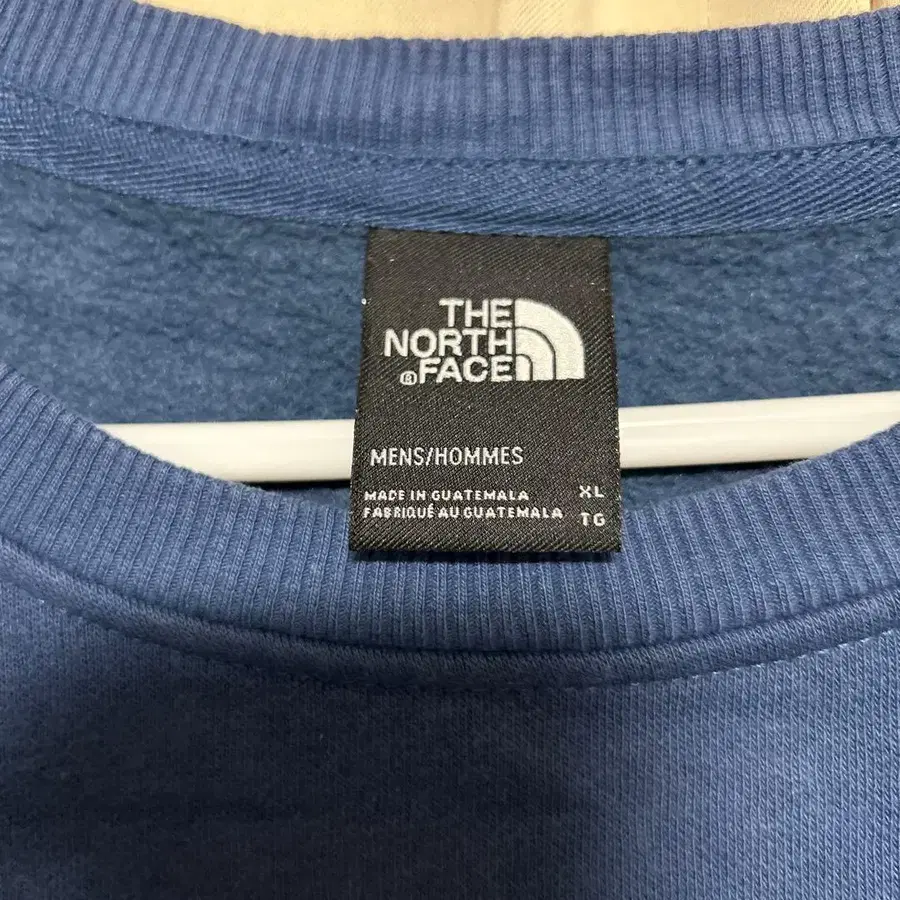 THE
NORTH
®FACE
MENS/HOMMES
MADE IN GUATEMALA XL
FABRIQUÉ AU GUATEMALA TG